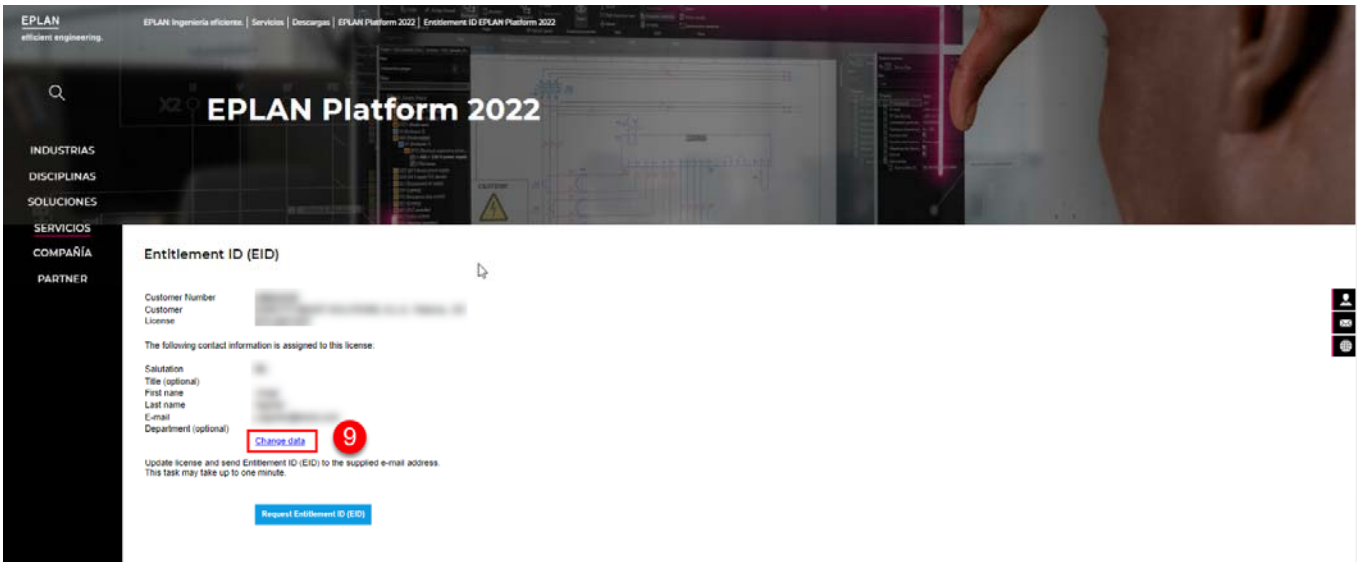 EPLAN
efficient engineering.
EPLAN: Ingeniería eficiente. | Servicios | Descargas | EPLAN Platform 2022 | Entitlement ID EPLAN Platform 2022
EPLAN Platform 2022
INDUSTRIAS
DISCIPLINAS
SOLUCIONES
SERVICIOS
COMPAÑÍA
PARTNER
Entitlement ID (EID)
Customer Number
Customer
License
The following contact information is assigned to this license:
Salutation
Title (optional)
First name
Last name
E-mail
Department (optional)
Change data
9
Update license and send Entitlement ID (EID) to the supplied e-mail address.
This task may take up to one minute.
Request Entitlement ID (EID)